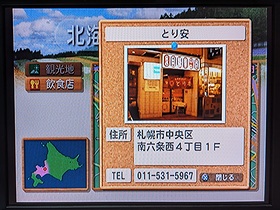 北海
とり安
観光地
飲食店
住所
札幌市中央区
南六条西4丁目1F
TEL
011-531-5967
閉じる